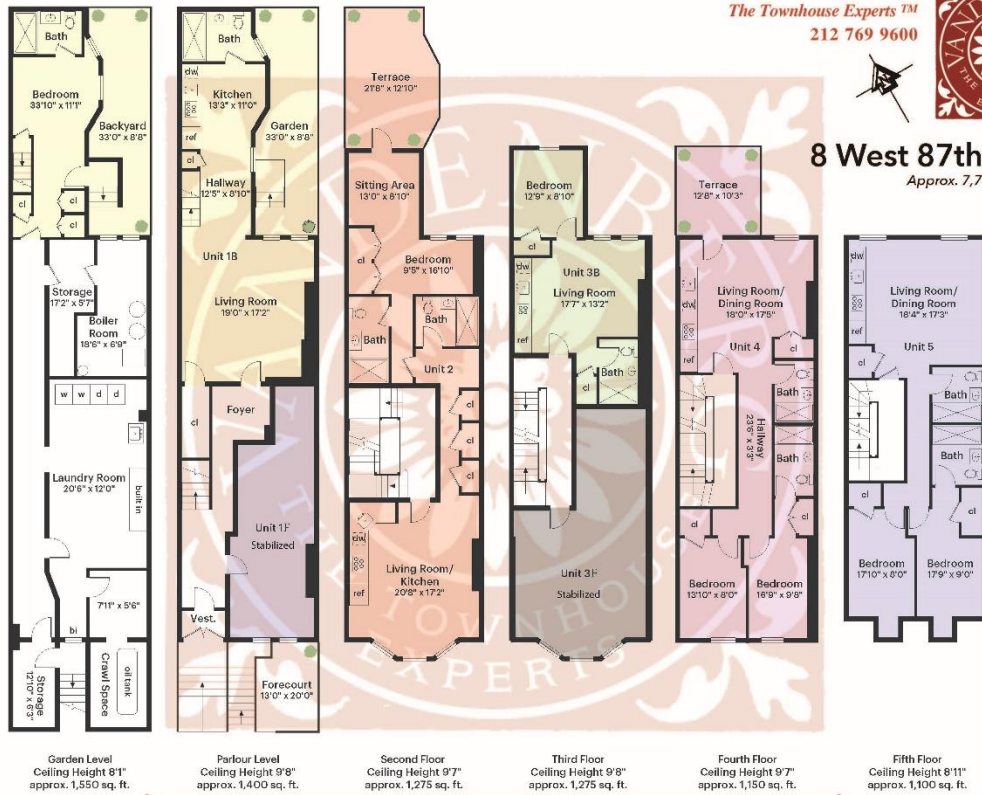 The Townhouse Experts ™
212 769 9600
8 West 87th
Approx. 7,7
Bath
Bedroom
33'10" x 11'1"
Backyard
33'0" x 8'8"
cl
cl
cl
Storage
17'2" x 5'7"
Boiler
Room
18'6" x 6'9"
w w d d
Laundry Room
20'6" x 12'0"
built in
7'11" x 5'6"
bi
Storage
12'10" x 6'3"
Crawl Space
oil tank
Garden Level
Ceiling Height 8'1"
approx. 1,550 sq. ft.
Bath
dw
Kitchen
13'3" x 11'0"
ref
cl
Garden
33'0" x 8'8"
Hallway
12'5" x 8'10"
Unit 1B
Living Room
19'0" x 17'2"
Foyer
cl
Unit 1F
Stabilized
Vest.
Forecourt
13'0" x 20'0"
Parlour Level
Ceiling Height 9'8"
approx. 1,400 sq. ft.
Terrace
21'8" x 12'10"
Sitting Area
13'0" x 8'10"
cl
Bedroom
9'5" x 16'10"
Bath
Bath
Unit 2
cl
cl
cl
dw
ref
Living Room/
Kitchen
20'8" x 17'2"
Second Floor
Ceiling Height 9'7"
approx. 1,275 sq. ft.
Bedroom
12'9" x 8'10"
cl
dw
Unit 3B
Living Room
17'7" x 13'2"
ref
cl
Bath
Unit 3F
Stabilized
Third Floor
Ceiling Height 9'8"
approx. 1,275 sq. ft.
Terrace
12'8" x 10'3"
dw
dw
ref
Living Room/
Dining Room
18'0" x 17'5"
Unit 4
cl
Bath
Hallway
23'6" x 3'3"
Bath
cl
cl
Bedroom
13'10" x 8'0"
Bedroom
16'9" x 9'8"
Fourth Floor
Ceiling Height 9'7"
approx. 1,150 sq. ft.
dw
ref
Living Room/
Dining Room
18'4" x 17'3"
Unit 5
cl
Bath
Bath
cl
cl
Bedroom
17'10" x 8'0"
Bedroom
17'9" x 9'0"
Fifth Floor
Ceiling Height 8'11"
approx. 1,100 sq. ft.
THE TOWNHOUSE EXPERTS